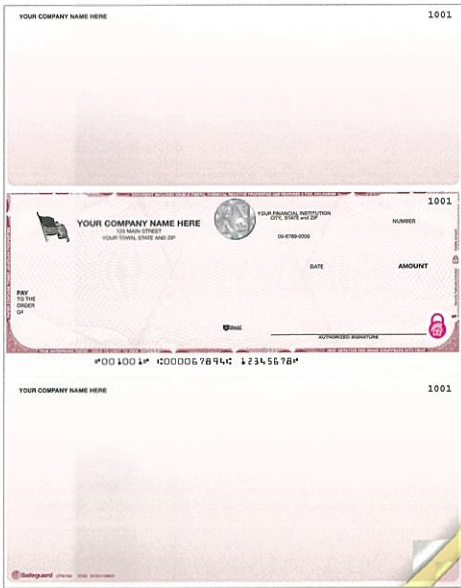 YOUR COMPANY NAME HERE
1001
1001
YOUR COMPANY NAME HERE
123 MAIN STREET
YOUR TOWN, STATE AND ZIP
YOUR FINANCIAL INSTITUTION
CITY, STATE and ZIP
00-6789-0000
NUMBER
DATE
AMOUNT
PAY
TO THE
ORDER
OF
AUTHORIZED SIGNATURE
⑈001001⑈ ⑆000067894⑆ 12345678⑈
YOUR COMPANY NAME HERE
1001
Safeguard